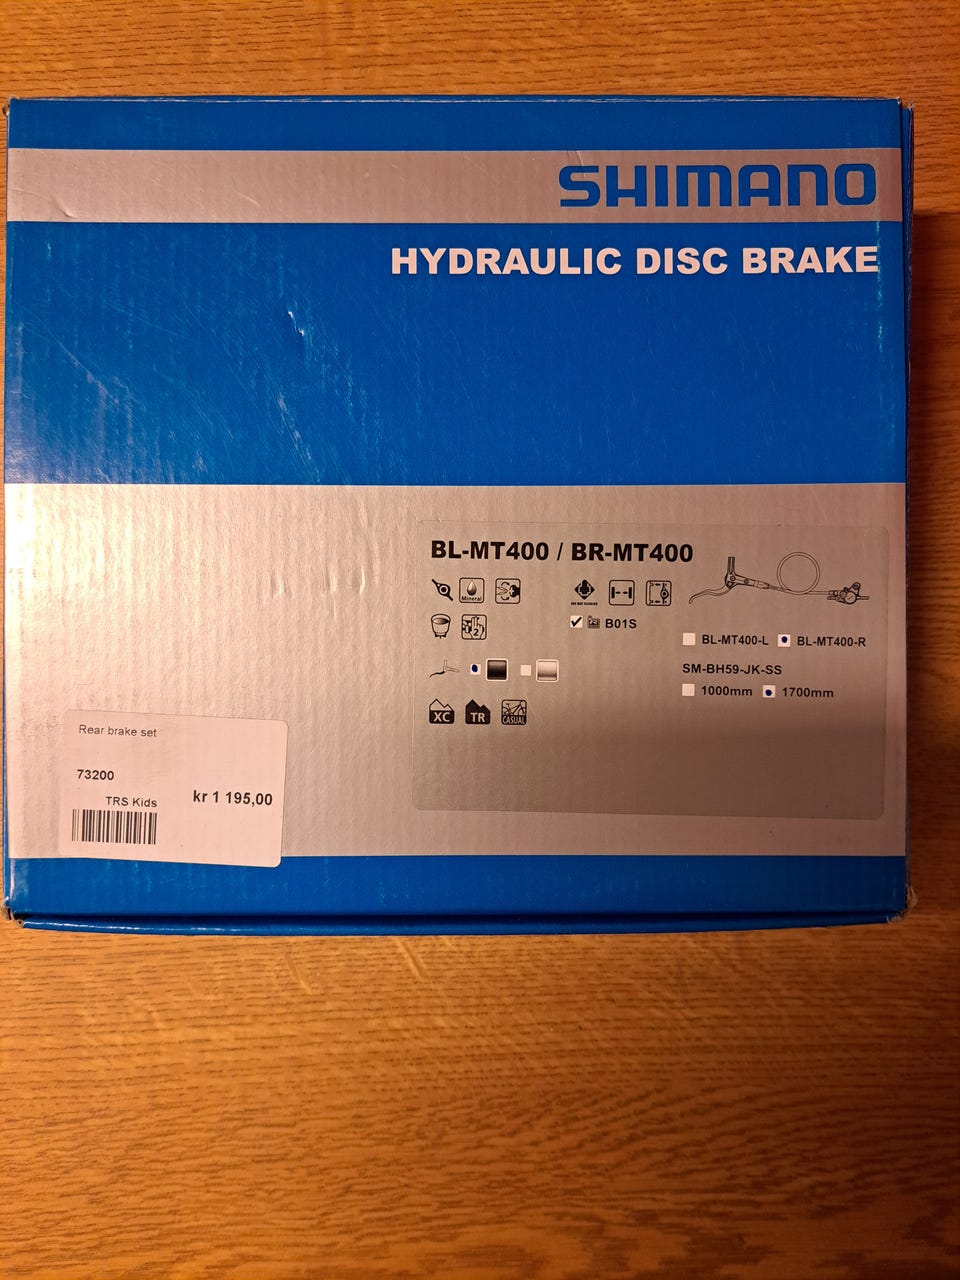 SHIMANO
HYDRAULIC DISC BRAKE
BL-MT400 / BR-MT400
Mineral
2
B01S
BL-MT400-L BL-MT400-R
SM-BH59-JK-SS
1000mm 1700mm
XC TR CASUAL
Rear brake set
73200
TRS Kids kr 1 195,00